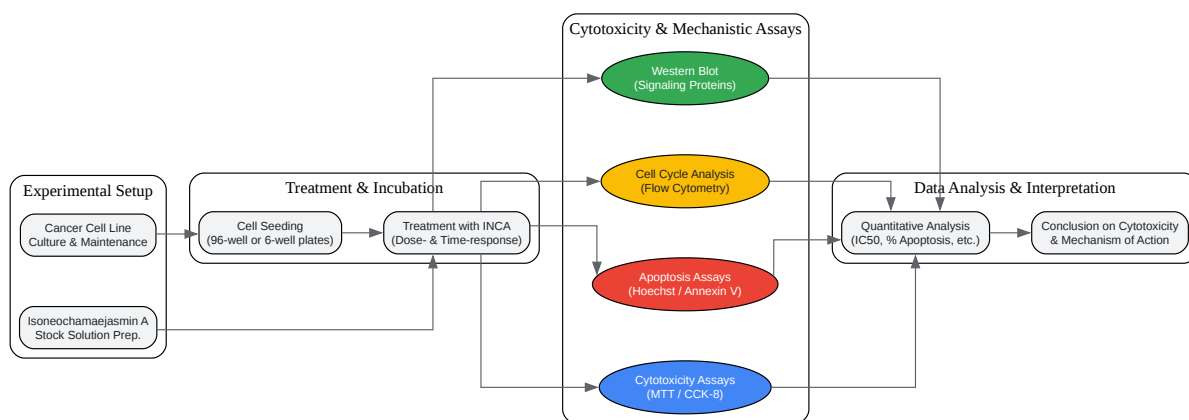 Experimental Setup
Cancer Cell Line
Culture & Maintenance
Isoneochamaejasmin A
Stock Solution Prep.
Treatment & Incubation
Cell Seeding
(96-well or 6-well plates)
Treatment with INCA
(Dose- & Time-response)
Cytotoxicity & Mechanistic Assays
Western Blot
(Signaling Proteins)
Cell Cycle Analysis
(Flow Cytometry)
Apoptosis Assays
(Hoechst / Annexin V)
Cytotoxicity Assays
(MTT / CCK-8)
Data Analysis & Interpretation
Quantitative Analysis
(IC50, % Apoptosis, etc.)
Conclusion on Cytotoxicity
& Mechanism of Action